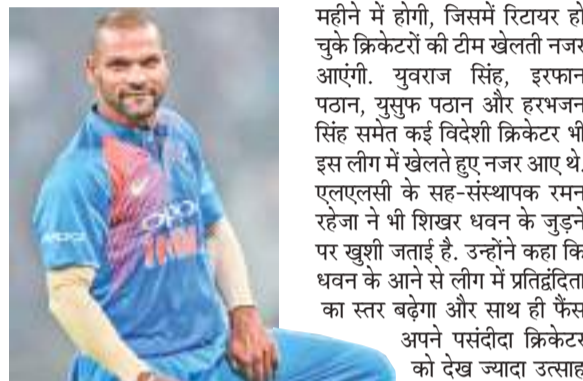 महीने में होगी, जिसमें रिटायर हो
चुके क्रिकेटरों की टीम खेलती नजर
आएंगी. युवराज सिंह, इरफान
पठान, युसुफ पठान और हरभजन
सिंह समेत कई विदेशी क्रिकेटर भी
इस लीग में खेलते हुए नजर आए थे.
एलएलसी के सह-संस्थापक रमन
रहेजा ने भी शिखर धवन के जुड़ने
पर खुशी जताई है. उन्होंने कहा कि
धवन के आने से लीग में प्रतिद्वंदिता
का स्तर बढ़ेगा और साथ ही फैंस
अपने पसंदीदा क्रिकेटर
को देख ज्यादा उत्साह
oppo